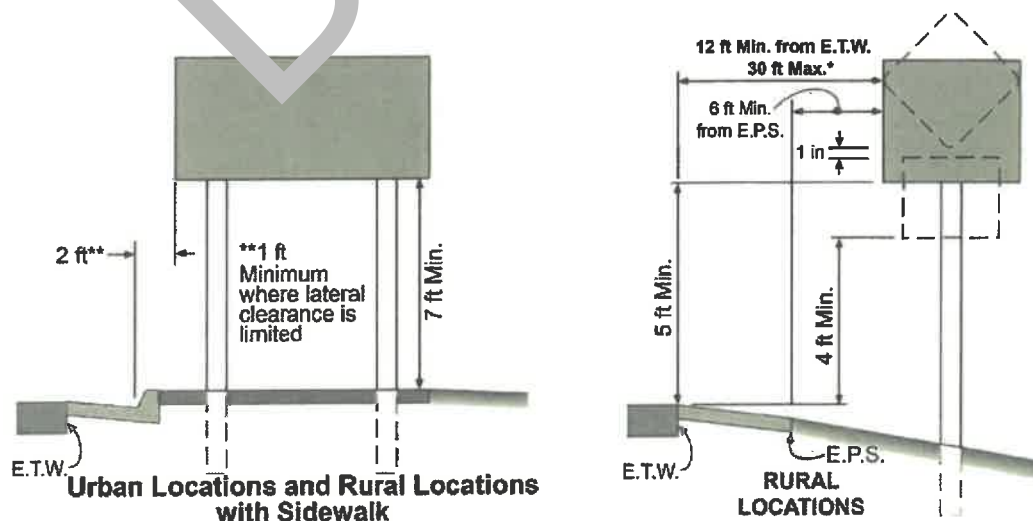 2 ft**
**1 ft
Minimum
where lateral
clearance is
limited
7 ft Min.
E.T.W.
Urban Locations and Rural Locations
with Sidewalk
12 ft Min. from E.T.W.
30 ft Max.*
6 ft Min.
from E.P.S.
1 in
5 ft Min.
4 ft Min.
E.T.W.
E.P.S.
RURAL
LOCATIONS